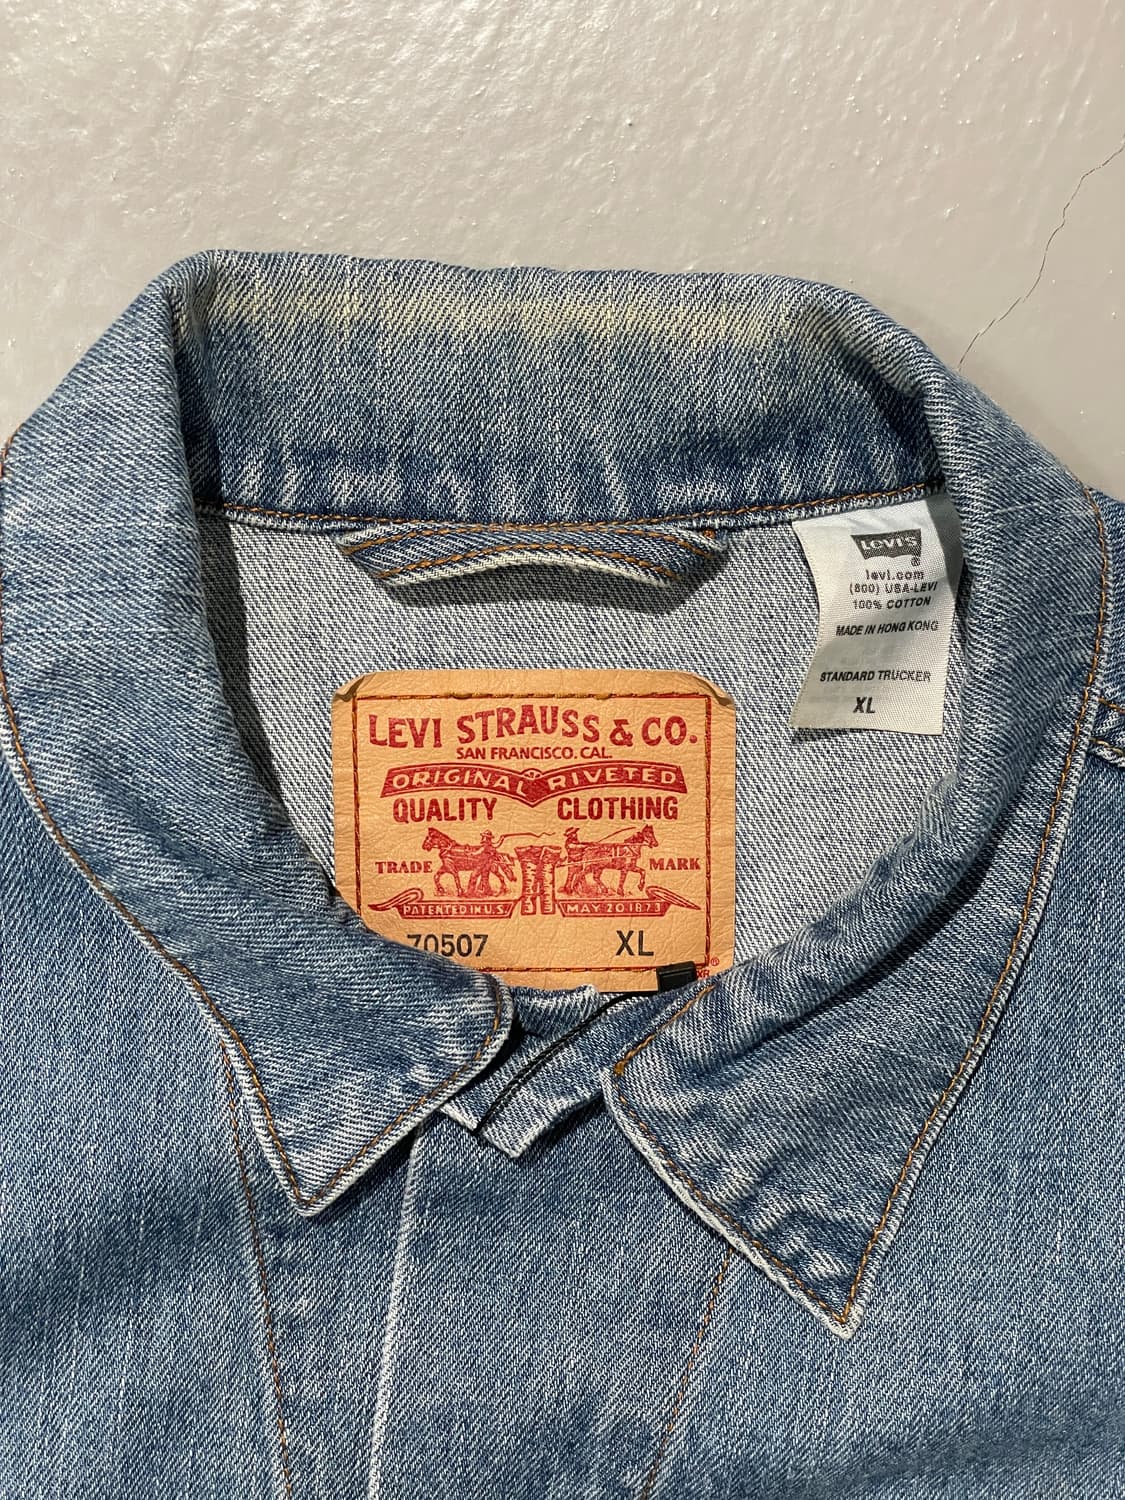 LEVI'S
®
levi.com
(800) USA-LEVI
100% COTTON
MADE IN HONG KONG
STANDARD TRUCKER
XL
LEVI STRAUSS & CO.
SAN FRANCISCO, CAL.
ORIGINAL RIVETED
QUALITY CLOTHING
TRADE MARK
PATENTED IN U.S. MAY 20 1873
70507 XL
®